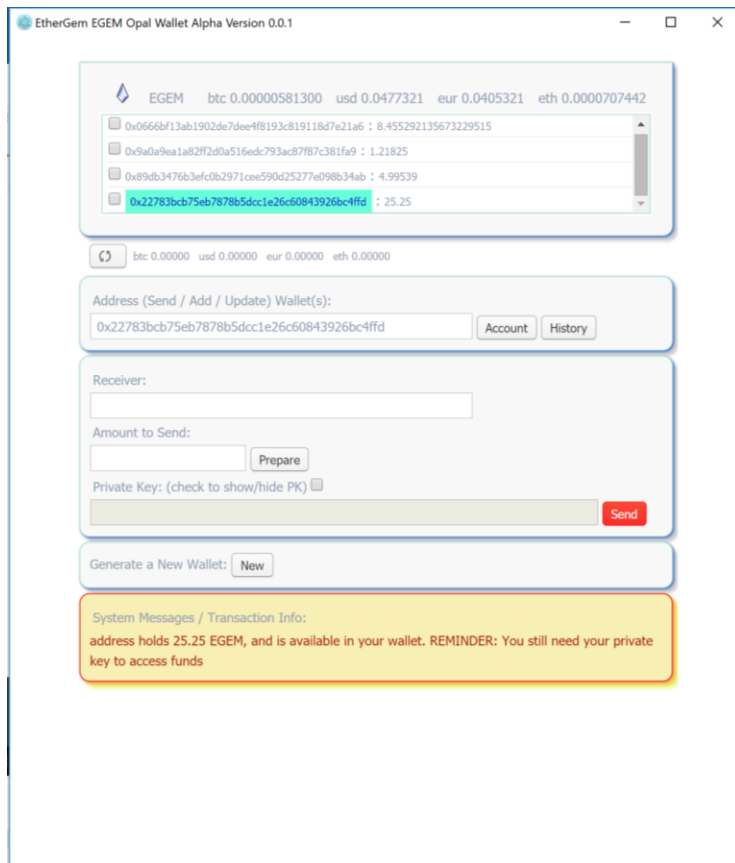 EtherGem EGEM Opal Wallet Alpha Version 0.0.1
EGEM btc 0.00000581300 usd 0.0477321 eur 0.0405321 eth 0.0000707442
0x0666bf13ab1902de7dee4f8193c819118d7e21a6 : 8.455292135673229515
0x9a0a9ea1a82ff2d0a516edc793ac87f87c381fa9 : 1.21825
0x89db3476b3efc0b2971cee590d25277e098b34ab : 4.99539
0x22783bcb75eb7878b5dcc1e26c60843926bc4ffd : 25.25
btc 0.00000 usd 0.00000 eur 0.00000 eth 0.00000
Address (Send / Add / Update) Wallet(s):
0x22783bcb75eb7878b5dcc1e26c60843926bc4ffd Account History
Receiver:
Amount to Send:
Prepare
Private Key: (check to show/hide PK)
Send
Generate a New Wallet: New
System Messages / Transaction Info:
address holds 25.25 EGEM, and is available in your wallet. REMINDER: You still need your private
key to access funds